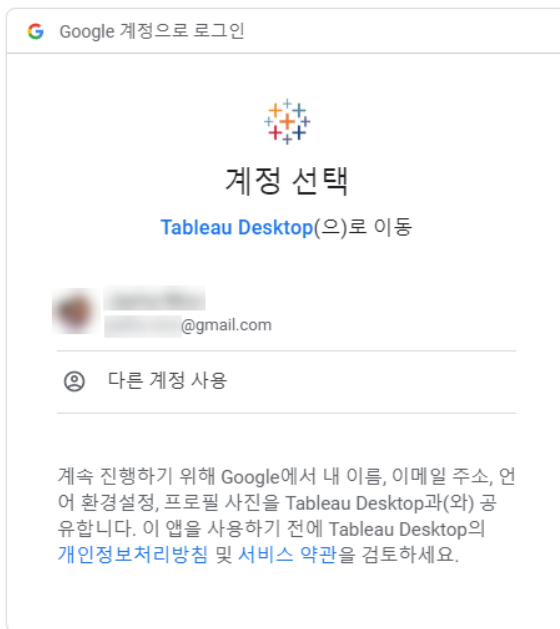 Google 계정으로 로그인
계정 선택
Tableau Desktop(으)로 이동
@gmail.com
다른 계정 사용
계속 진행하기 위해 Google에서 내 이름, 이메일 주소, 언
어 환경설정, 프로필 사진을 Tableau Desktop과(와) 공
유합니다. 이 앱을 사용하기 전에 Tableau Desktop의
개인정보처리방침 및 서비스 약관을 검토하세요.